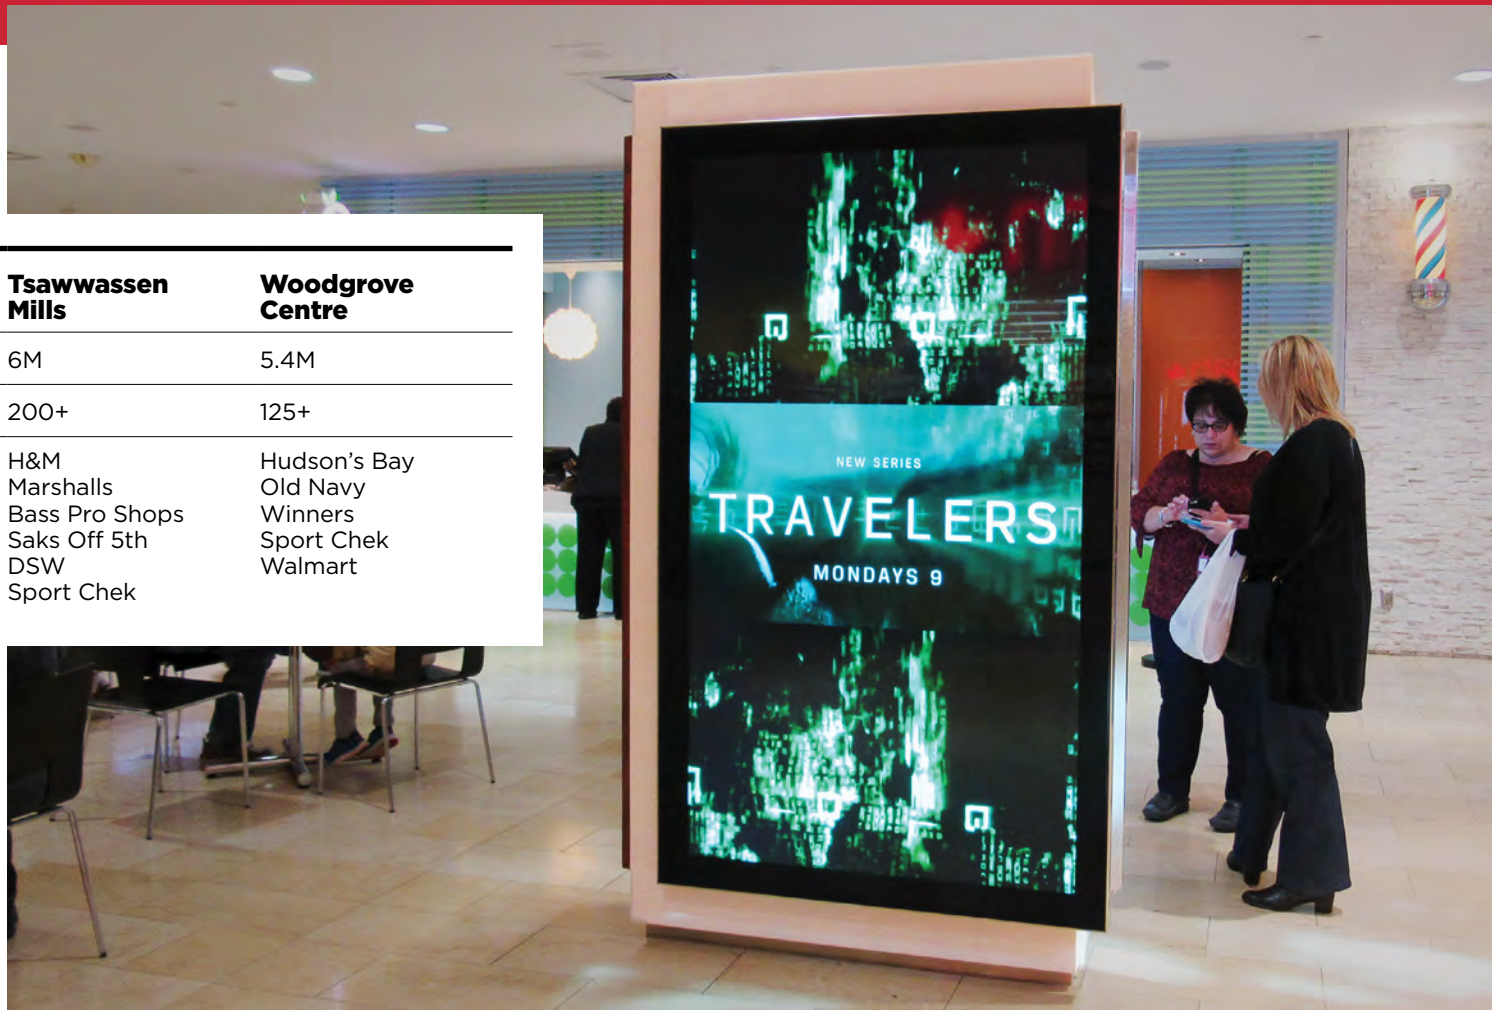 Tsawwassen
Mills
Woodgrove
Centre
6M
5.4M
200+
125+
H&M
Marshalls
Bass Pro Shops
Saks Off 5th
DSW
Sport Chek
Hudson's Bay
Old Navy
Winners
Sport Chek
Walmart
NEW SERIES
TRAVELERS
MONDAYS 9